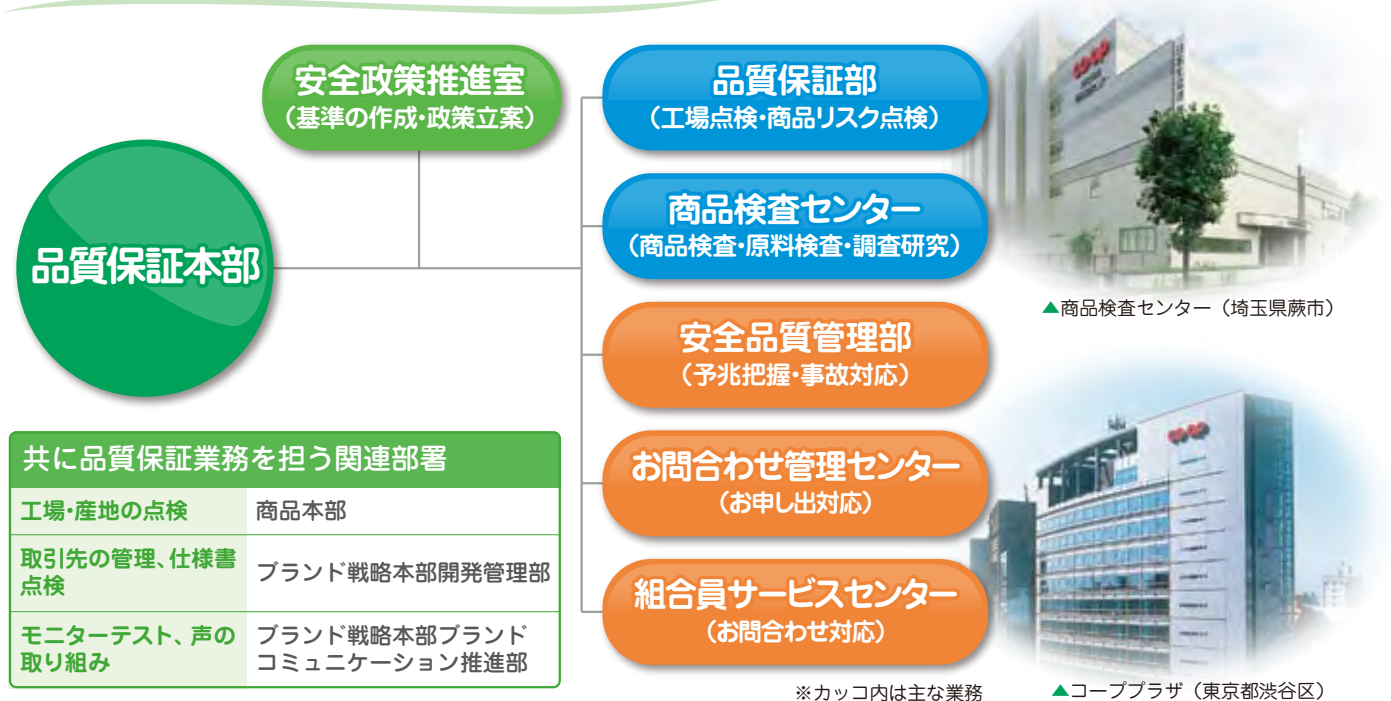 安全政策推進室
(基準の作成・政策立案)
品質保証本部
品質保証部
(工場点検・商品リスク点検)
商品検査センター
(商品検査・原料検査・調査研究)
安全品質管理部
(予兆把握・事故対応)
お問合わせ管理センター
(お申し出対応)
組合員サービスセンター
(お問合わせ対応)
※カッコ内は主な業務
共に品質保証業務を担う関連部署
工場・産地の点検 商品本部
取引先の管理、仕様書
点検
ブランド戦略本部開発管理部
モニターテスト、声の
取り組み
ブランド戦略本部ブランド
コミュニケーション推進部
CO・OP
▲商品検査センター(埼玉県蕨市)
CO・OP
▲コーププラザ(東京都渋谷区)